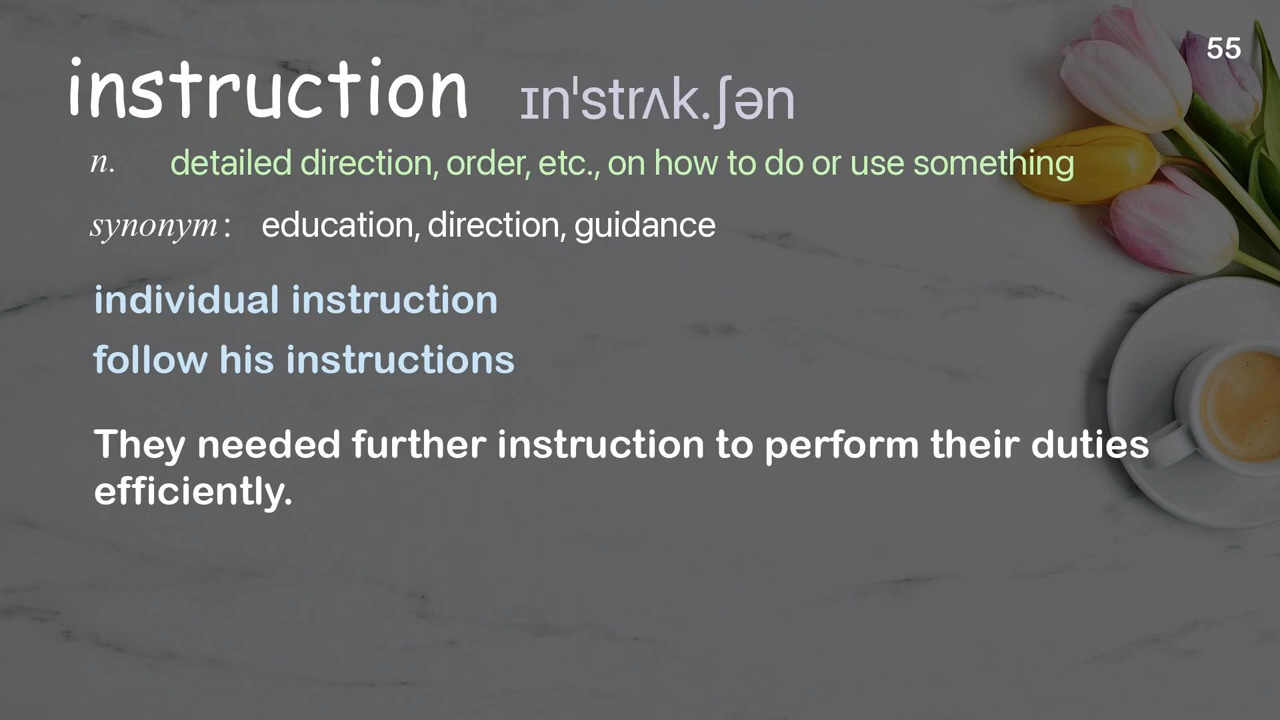 55
instruction ɪnˈstrʌk.ʃən
n. detailed direction, order, etc., on how to do or use something
synonym: education, direction, guidance
individual instruction
follow his instructions
They needed further instruction to perform their duties
efficiently.